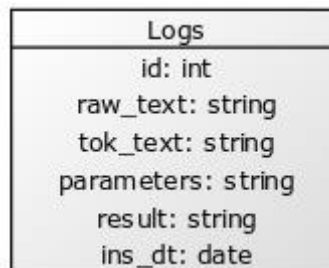 Logs
id: int
raw_text: string
tok_text: string
parameters: string
result: string
ins_dt: date